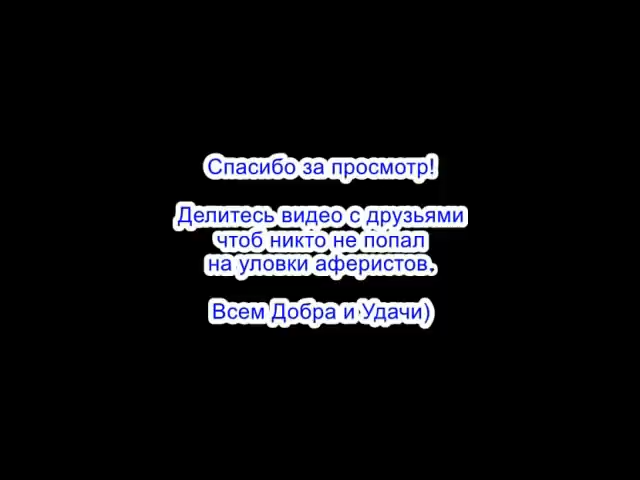 Спасибо за просмотр!
Делитесь видео с друзьями
чтоб никто не попал
на уловки аферистов.
Всем Добра и Удачи)